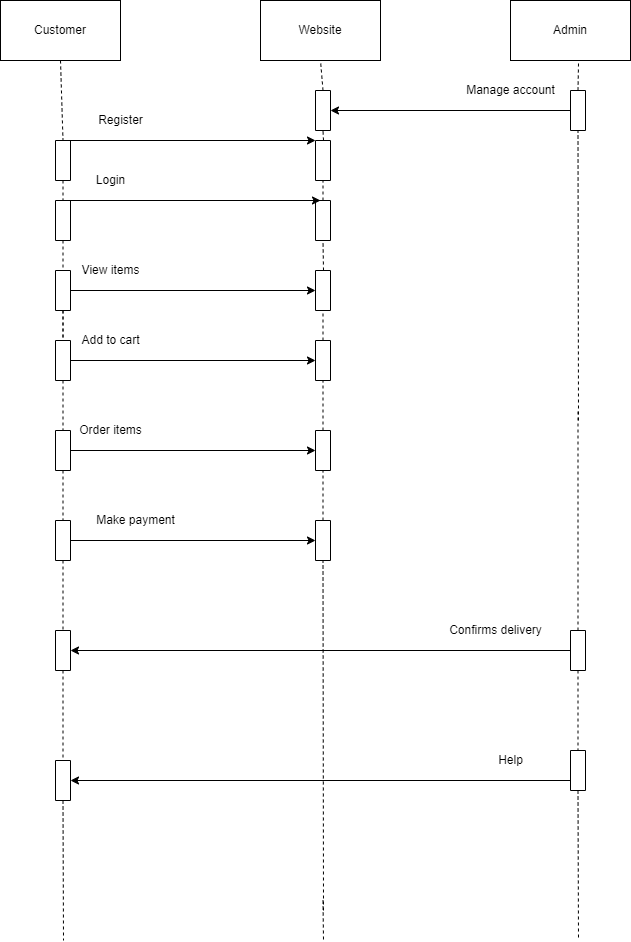 Customer
Website
Admin
Manage account
Register
Login
View items
Add to cart
Order items
Make payment
Confirms delivery
Help